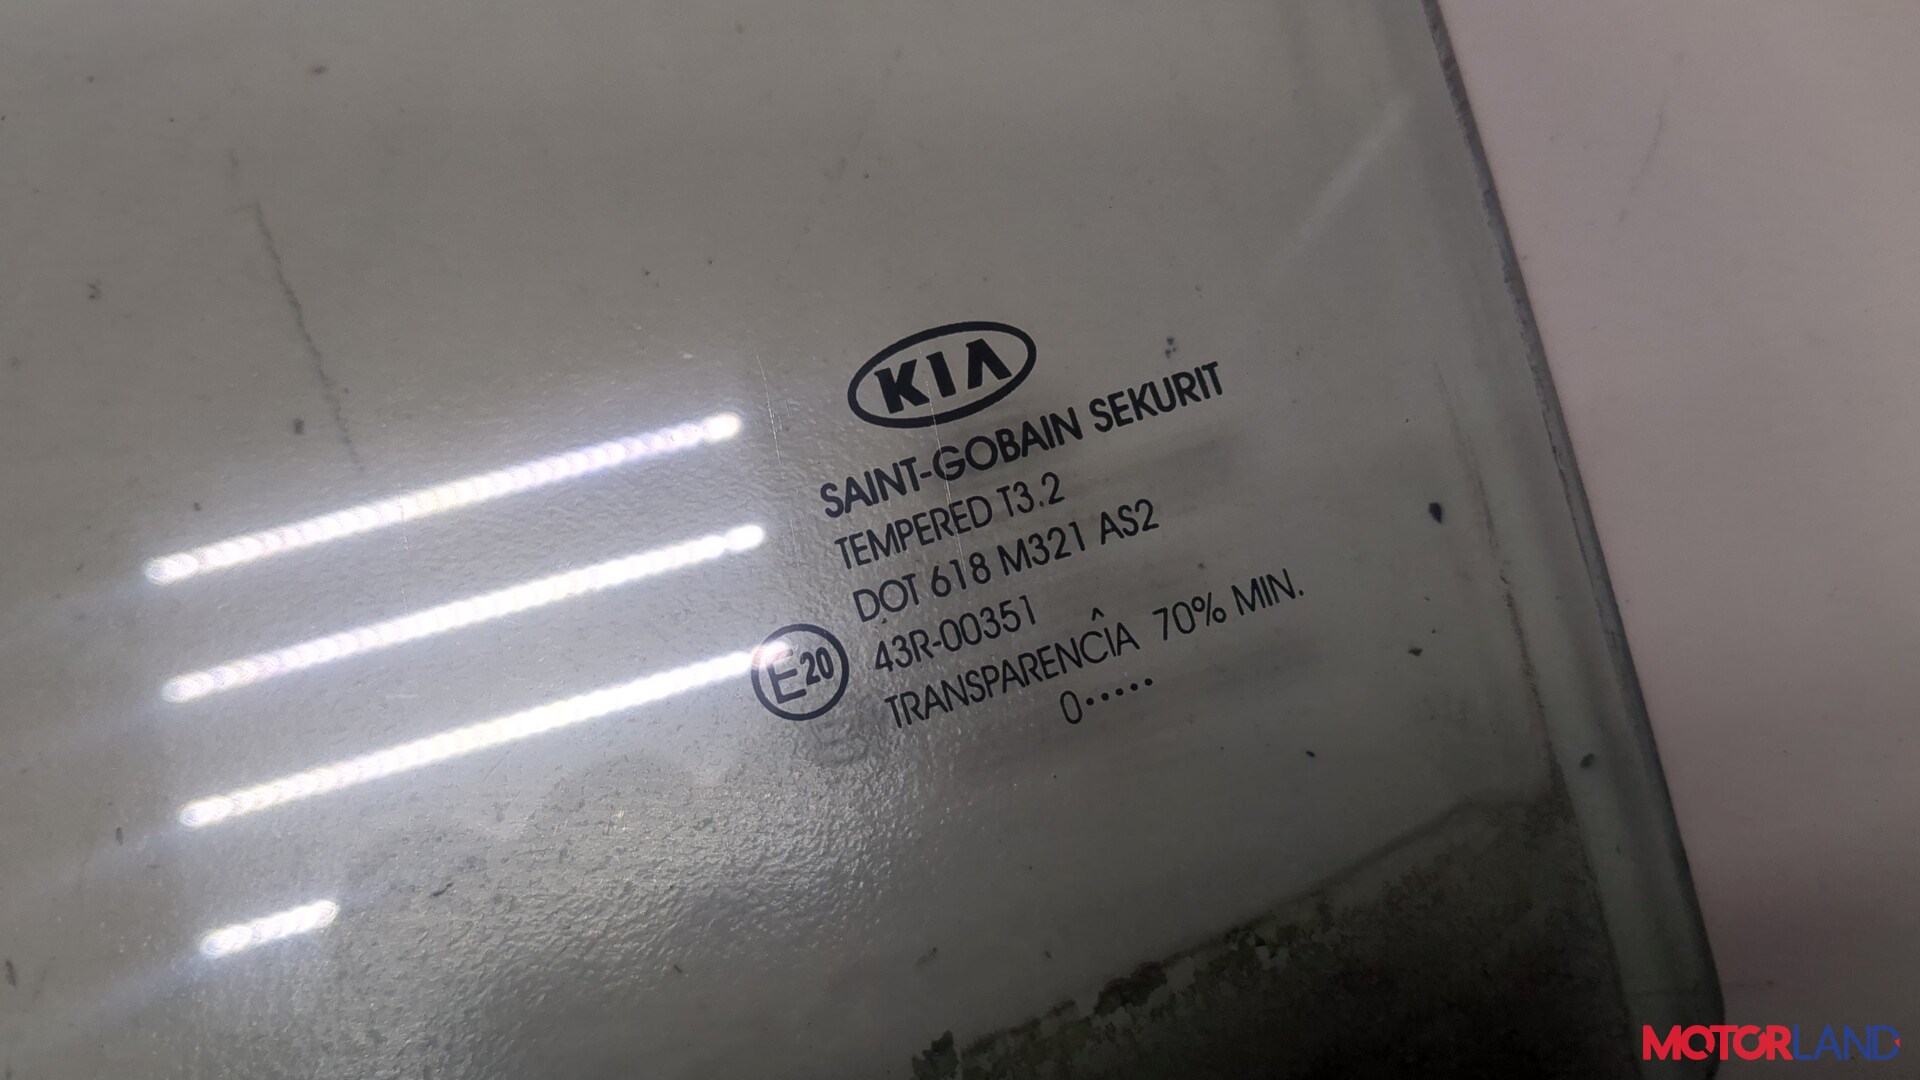 KIA
SAINT-GOBAIN SEKURIT
TEMPERED T3.2
DOT 618 M321 AS2
E20 43R-00351
TRANSPARENCÎA 70% MIN.
0·····
MOTORLAND